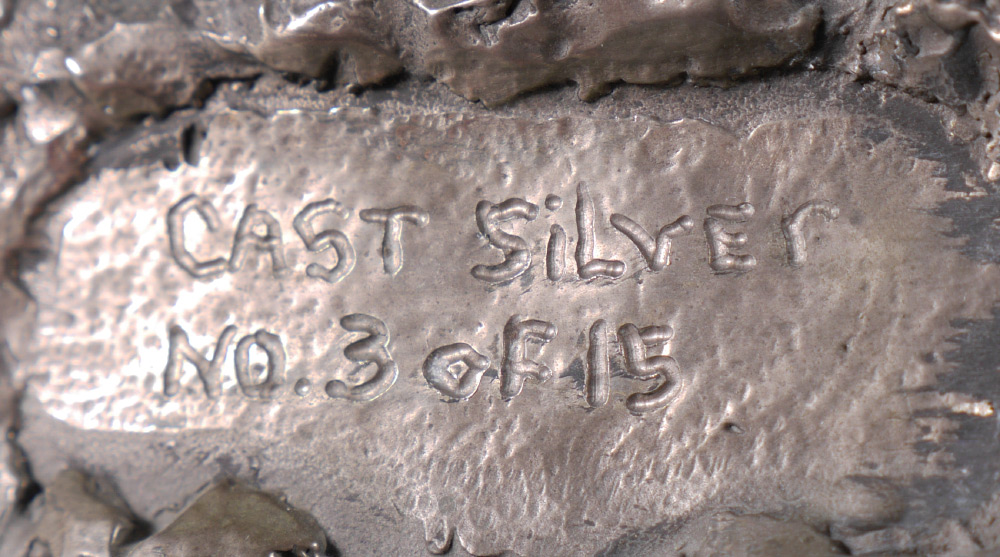 CAST SiLVEr
NO. 3 OF 15